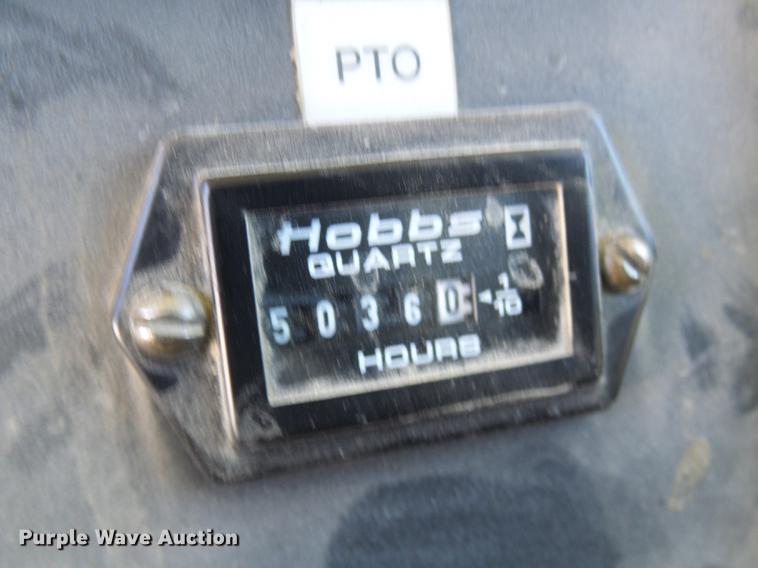 PTO
Hobbs
QUARTZ
5 0 3 6 0 1/10
HOURS
Purple Wave Auction